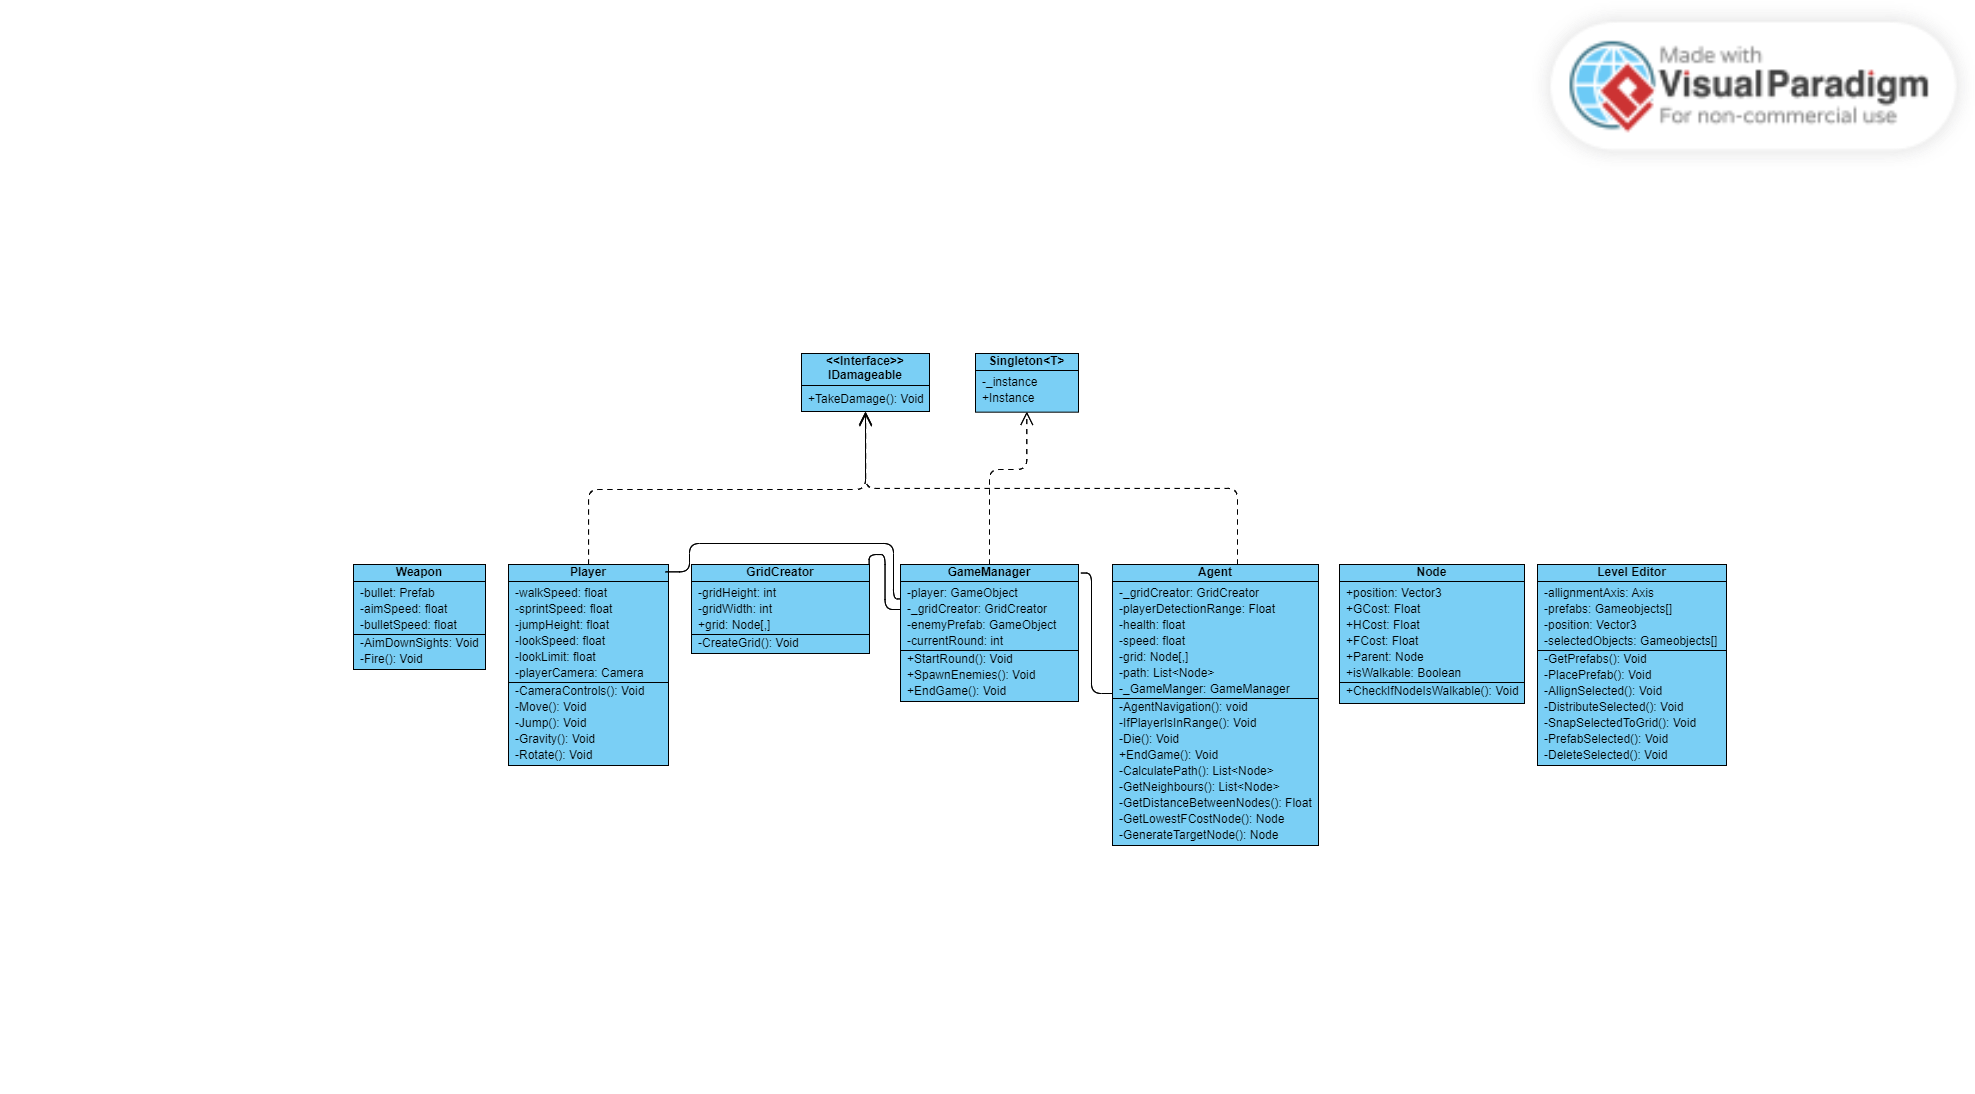 Made with
Visual Paradigm
For non-commercial use
<<Interface>>
IDamageable
+TakeDamage(): Void
Singleton<T>
-_instance
+Instance
Weapon
-bullet: Prefab
-aimSpeed: float
-bulletSpeed: float
-AimDownSights: Void
-Fire(): Void
Player
-walkSpeed: float
-sprintSpeed: float
-jumpHeight: float
-lookSpeed: float
-lookLimit: float
-playerCamera: Camera
-CameraControls(): Void
-Move(): Void
-Jump(): Void
-Gravity(): Void
-Rotate(): Void
GridCreator
-gridHeight: int
-gridWidth: int
+grid: Node[,]
-CreateGrid(): Void
GameManager
-player: GameObject
-_gridCreator: GridCreator
-enemyPrefab: GameObject
-currentRound: int
+StartRound(): Void
+SpawnEnemies(): Void
+EndGame(): Void
Agent
-_gridCreator: GridCreator
-playerDetectionRange: Float
-health: float
-speed: float
-grid: Node[,]
-path: List<Node>
-_GameManger: GameManager
-AgentNavigation(): void
-IfPlayerIsInRange(): Void
-Die(): Void
+EndGame(): Void
-CalculatePath(): List<Node>
-GetNeighbours(): List<Node>
-GetDistanceBetweenNodes(): Float
-GetLowestFCostNode(): Node
-GenerateTargetNode(): Node
Node
+position: Vector3
+GCost: Float
+HCost: Float
+FCost: Float
+Parent: Node
+isWalkable: Boolean
+CheckIfNodeIsWalkable(): Void
Level Editor
-allignmentAxis: Axis
-prefabs: Gameobjects[]
-position: Vector3
-selectedObjects: Gameobjects[]
-GetPrefabs(): Void
-PlacePrefab(): Void
-AllignSelected(): Void
-DistributeSelected(): Void
-SnapSelectedToGrid(): Void
-PrefabSelected(): Void
-DeleteSelected(): Void